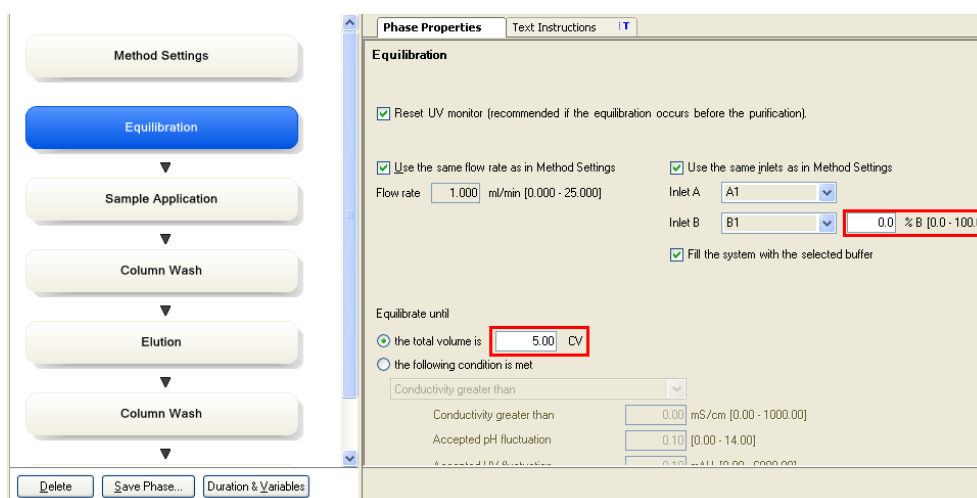 Method Settings
Equilibration
Sample Application
Column Wash
Elution
Column Wash
Delete Save Phase... Duration & Variables
Phase Properties Text Instructions T
Equilibration
Reset UV monitor (recommended if the equilibration occurs before the purification).
Use the same flow rate as in Method Settings
Flow rate 1.000 ml/min [0.000 - 25.000]
Use the same inlets as in Method Settings
Inlet A A1
Inlet B B1 0.0 % B [0.0 - 100.
Fill the system with the selected buffer
Equilibrate until
the total volume is 5.00 CV
the following condition is met
Conductivity greater than
Conductivity greater than 0.00 mS/cm [0.00 - 1000.00]
Accepted pH fluctuation 0.10 [0.00 - 14.00]